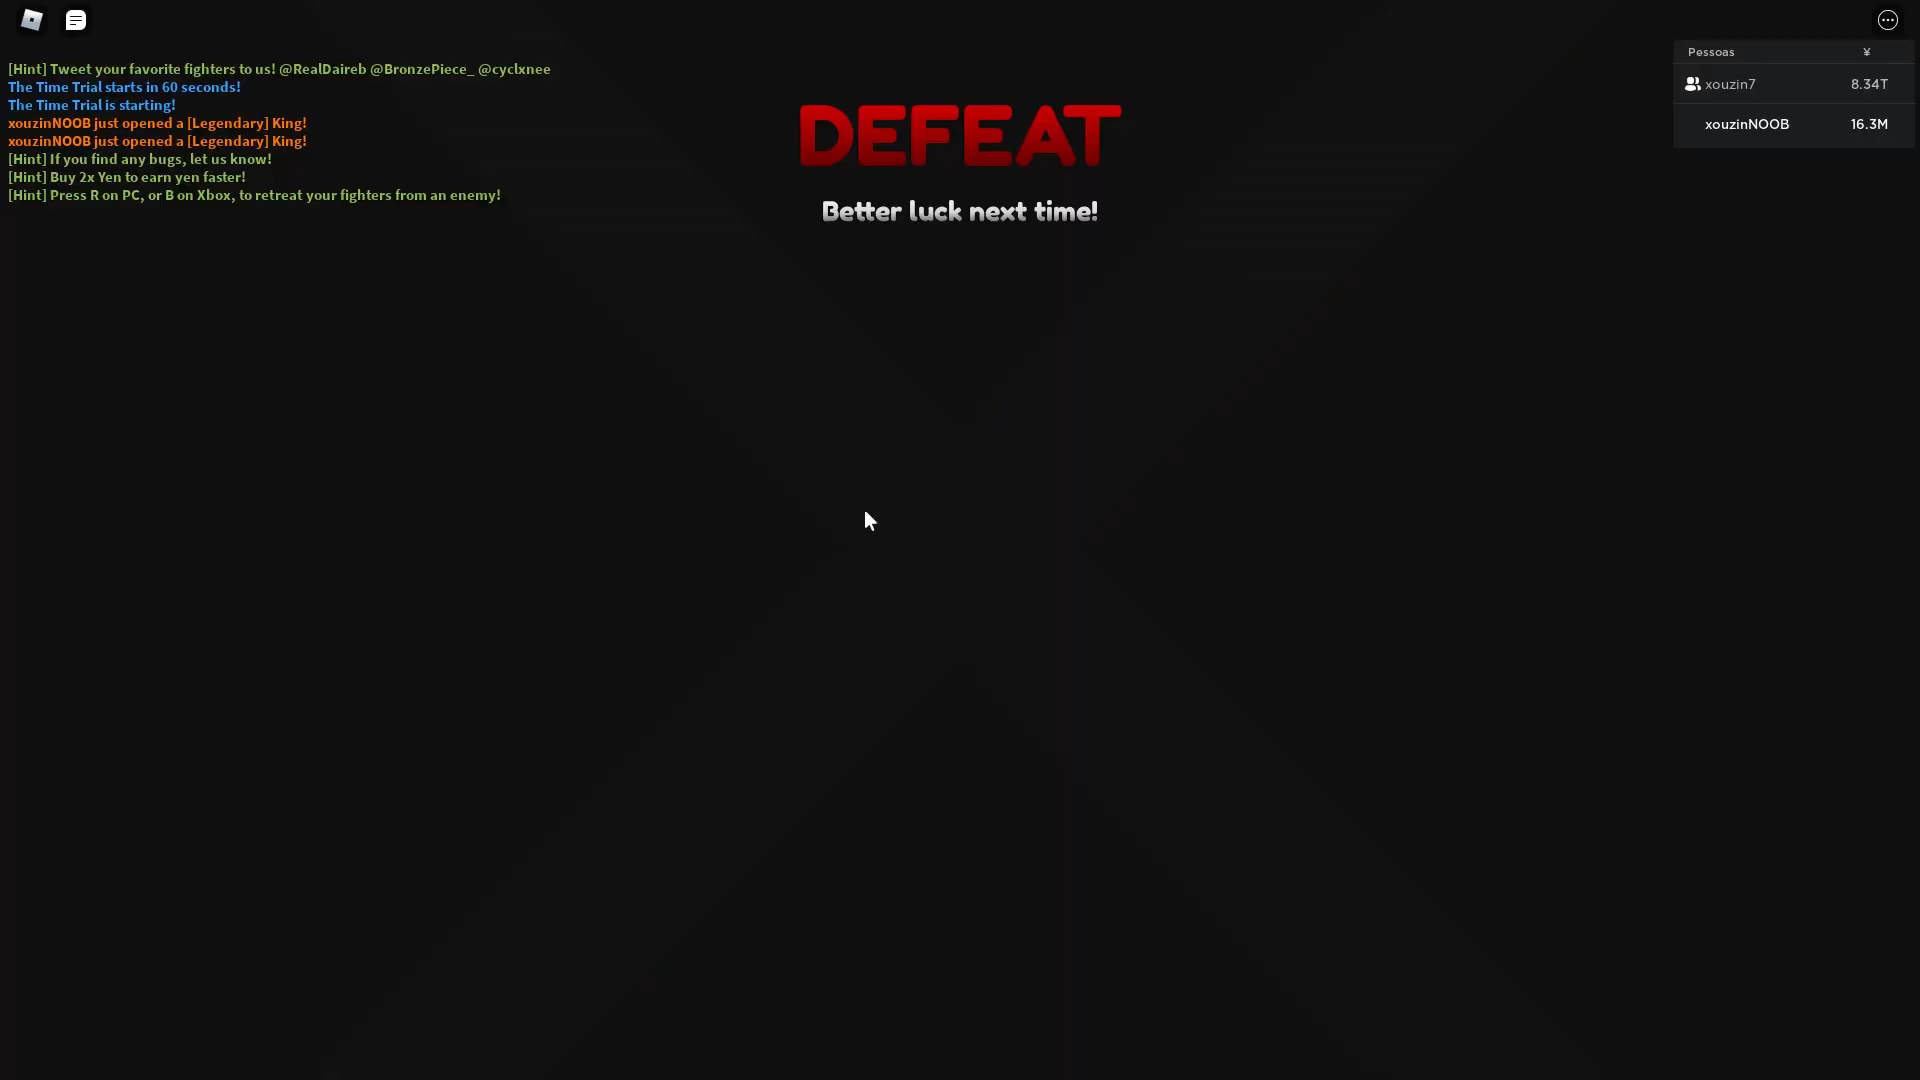 [Hint] Tweet your favorite fighters to us! @RealDaireb @BronzePiece_ @cyclxnee
The Time Trial starts in 60 seconds!
The Time Trial is starting!
xouzinNOOB just opened a [Legendary] King!
xouzinNOOB just opened a [Legendary] King!
[Hint] If you find any bugs, let us know!
[Hint] Buy 2x Yen to earn yen faster!
[Hint] Press R on PC, or B on Xbox, to retreat your fighters from an enemy!
DEFEAT
Better luck next time!
Pessoas ¥
xouzin7 8.34T
xouzinNOOB 16.3M